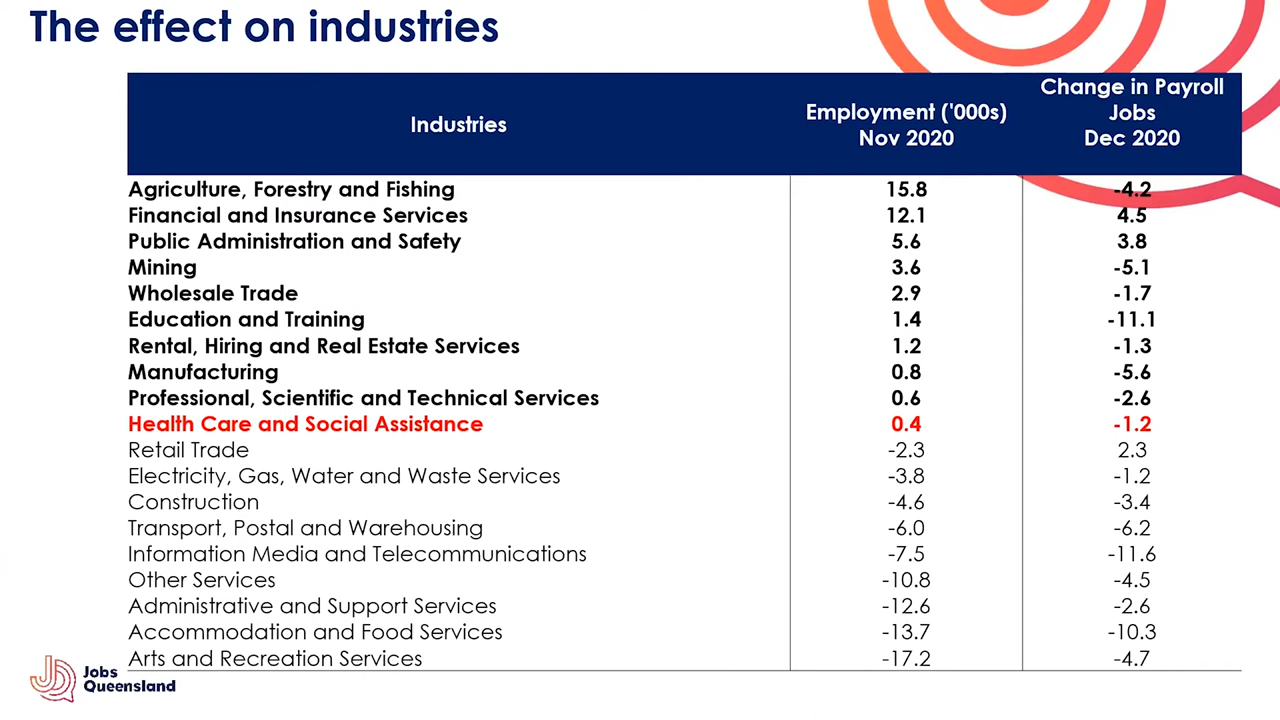 The effect on industries
Industries
Employment ('000s)
Nov 2020
Change in Payroll
Jobs
Dec 2020
Agriculture, Forestry and Fishing 15.8 -4.2
Financial and Insurance Services 12.1 4.5
Public Administration and Safety 5.6 3.8
Mining 3.6 -5.1
Wholesale Trade 2.9 -1.7
Education and Training 1.4 -11.1
Rental, Hiring and Real Estate Services 1.2 -1.3
Manufacturing 0.8 -5.6
Professional, Scientific and Technical Services 0.6 -2.6
Health Care and Social Assistance 0.4 -1.2
Retail Trade -2.3 2.3
Electricity, Gas, Water and Waste Services -3.8 -1.2
Construction -4.6 -3.4
Transport, Postal and Warehousing -6.0 -6.2
Information Media and Telecommunications -7.5 -11.6
Other Services -10.8 -4.5
Administrative and Support Services -12.6 -2.6
Accommodation and Food Services -13.7 -10.3
Arts and Recreation Services -17.2 -4.7
Jobs
Queensland